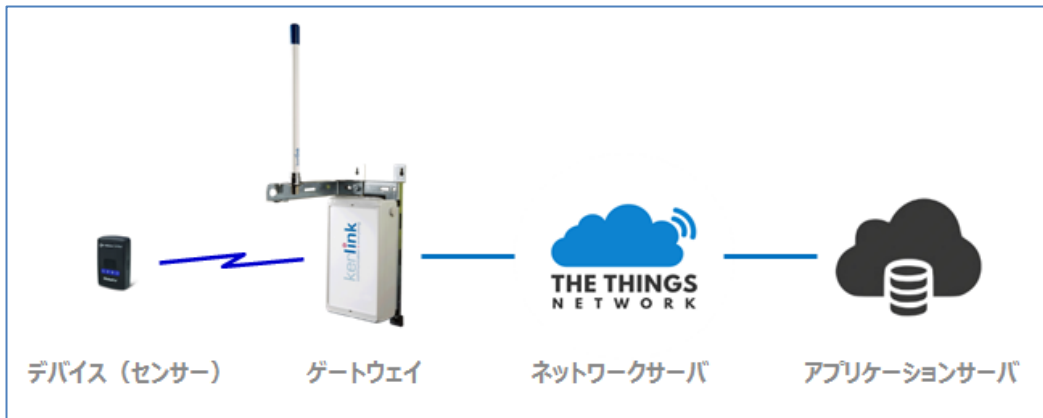 kerlink
THE THINGS
NETWORK
デバイス（センサー）
ゲートウェイ
ネットワークサーバ
アプリケーションサーバ